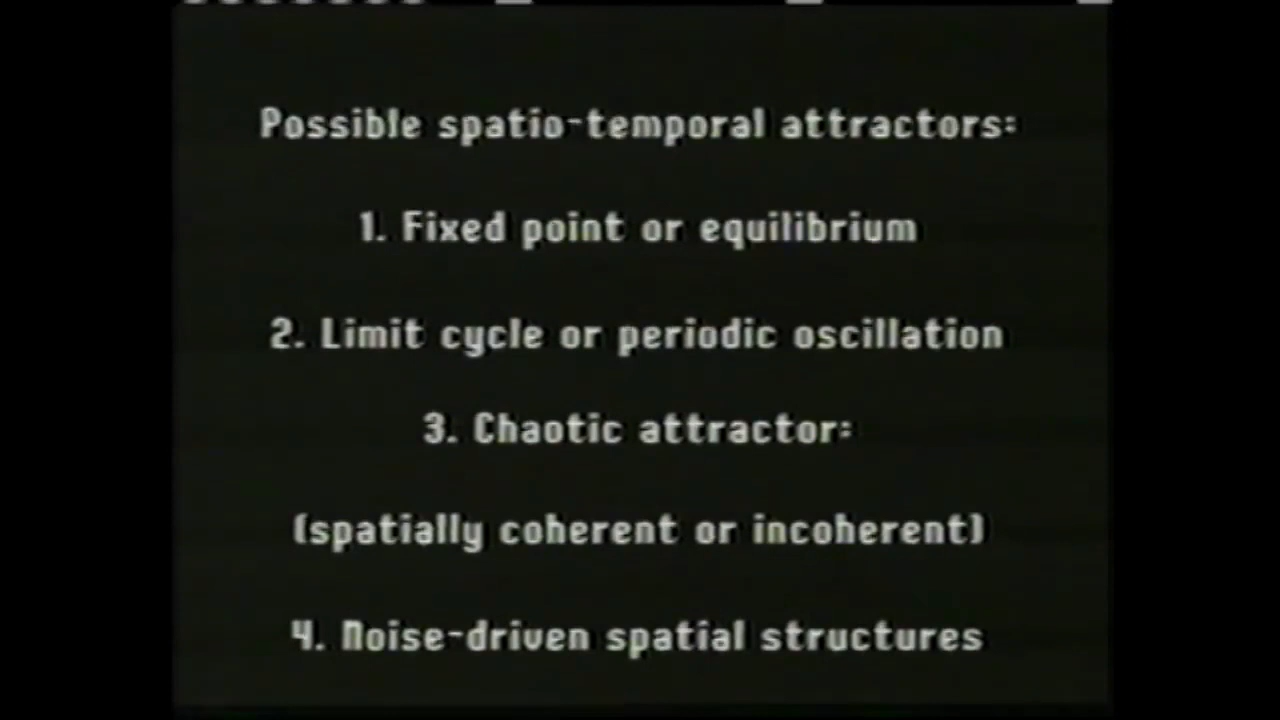 Possible spatio-temporal attractors:
1. Fixed point or equilibrium
2. Limit cycle or periodic oscillation
3. Chaotic attractor:
(spatially coherent or incoherent)
4. Noise-driven spatial structures